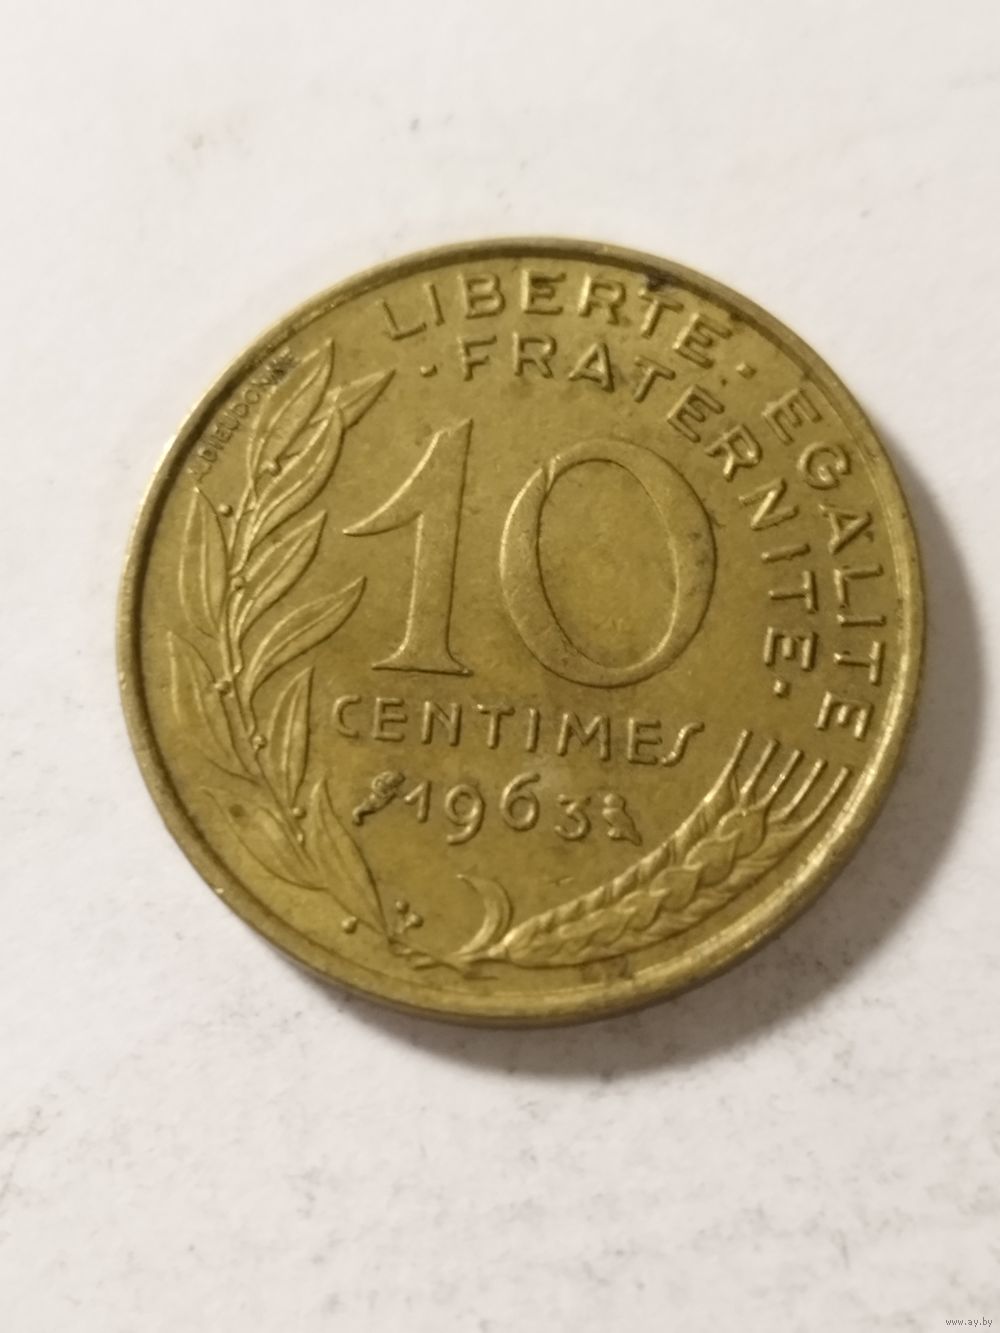 LIBERTE · EGALITE
· FRATERNITE ·
A.DIEUDONNE
10
CENTIMES
1963
www.ay.by